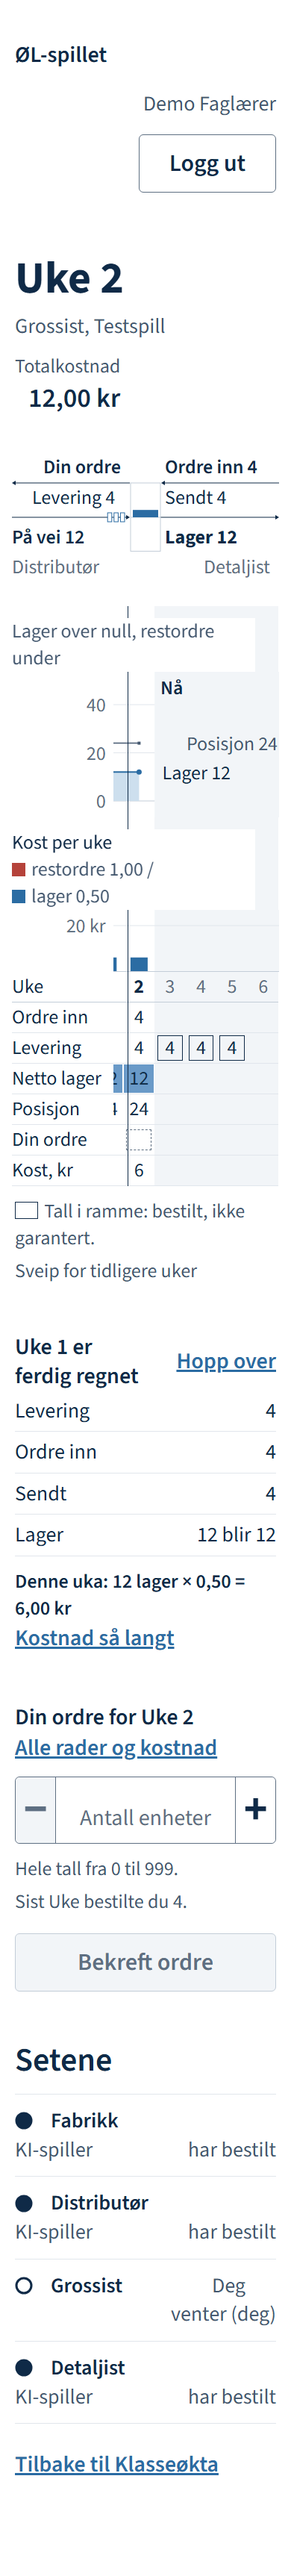 ØL-spillet
Demo Faglærer
Logg ut
Uke 2
Grossist, Testspill
Totalkostnad
12,00 kr
Din ordre
Ordre inn 4
Levering 4
Sendt 4
På vei 12
Lager 12
Distributør
Detaljist
Lager over null, restordre
under
Nå
40
Posisjon 24
20
Lager 12
0
Kost per uke
restordre 1,00 /
lager 0,50
20 kr
Uke 2 3 4 5 6
Ordre inn 4
Levering 4 4 4 4
Netto lager 12
Posisjon 24
Din ordre
Kost, kr 6
Tall i ramme: bestilt, ikke
garantert.
Sveip for tidligere uker
Uke 1 er
ferdig regnet
Hopp over
Levering 4
Ordre inn 4
Sendt 4
Lager 12 blir 12
Denne uka: 12 lager × 0,50 =
6,00 kr
Kostnad så langt
Din ordre for Uke 2
Alle rader og kostnad
− Antall enheter +
Hele tall fra 0 til 999.
Sist Uke bestilte du 4.
Bekreft ordre
Setene
Fabrikk
KI-spiller har bestilt
Distributør
KI-spiller har bestilt
Grossist Deg
venter (deg)
Detaljist
KI-spiller har bestilt
Tilbake til Klasseøkta